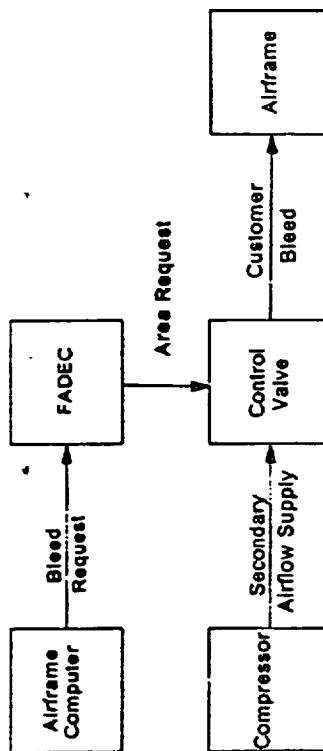 Airframe
Computer
Bleed
Request
FADEC
Area Request
Compressor
Secondary
Airflow Supply
Control
Valve
Customer
Bleed
Airframe